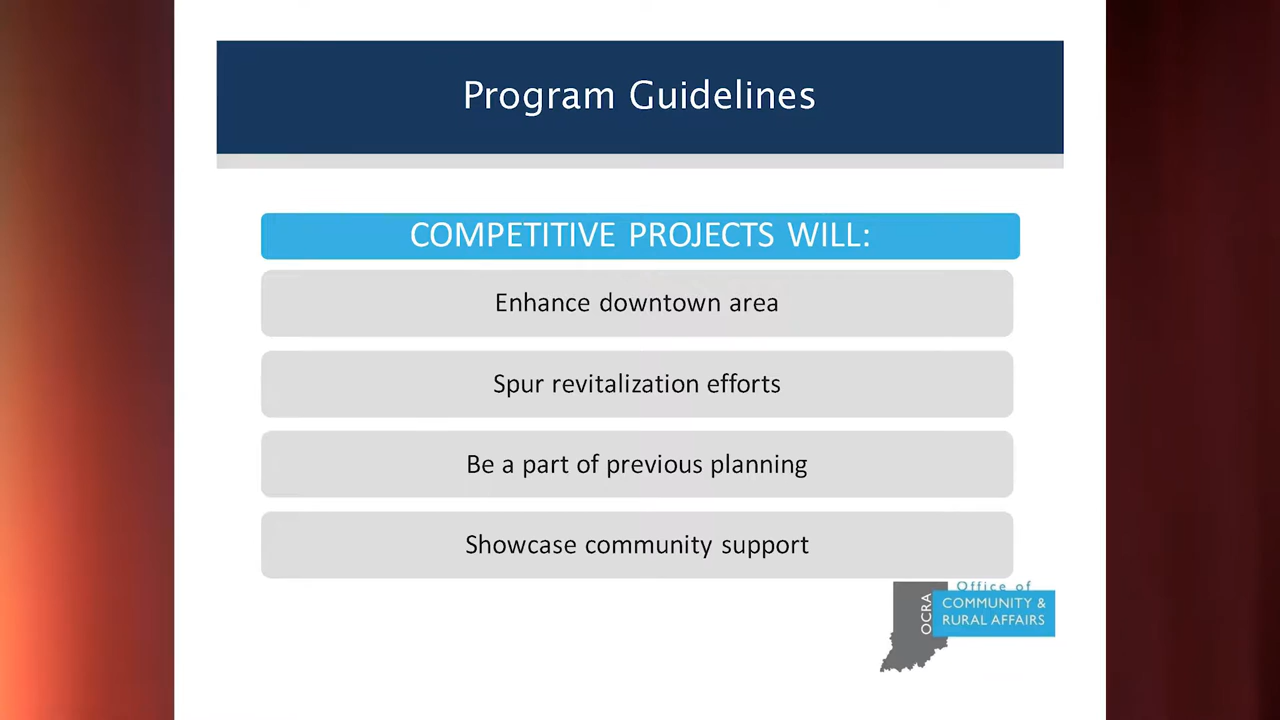 Program Guidelines
COMPETITIVE PROJECTS WILL:
Enhance downtown area
Spur revitalization efforts
Be a part of previous planning
Showcase community support
Office of
OCRA
COMMUNITY &
RURAL AFFAIRS